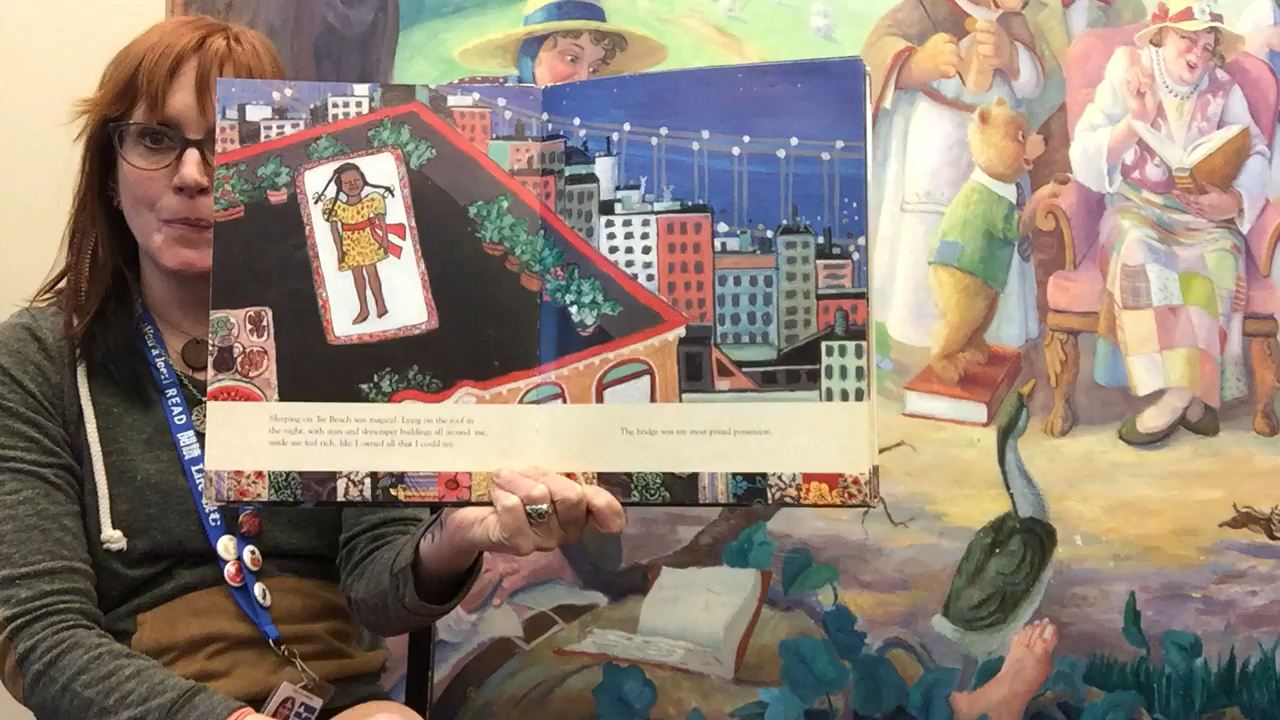 Sleeping on Tar Beach was magical. Lying on the roof in
the night, with stars and skyscraper buildings all around me,
made me feel rich, like I owned all that I could see.
The bridge was my most prized possession.
READ